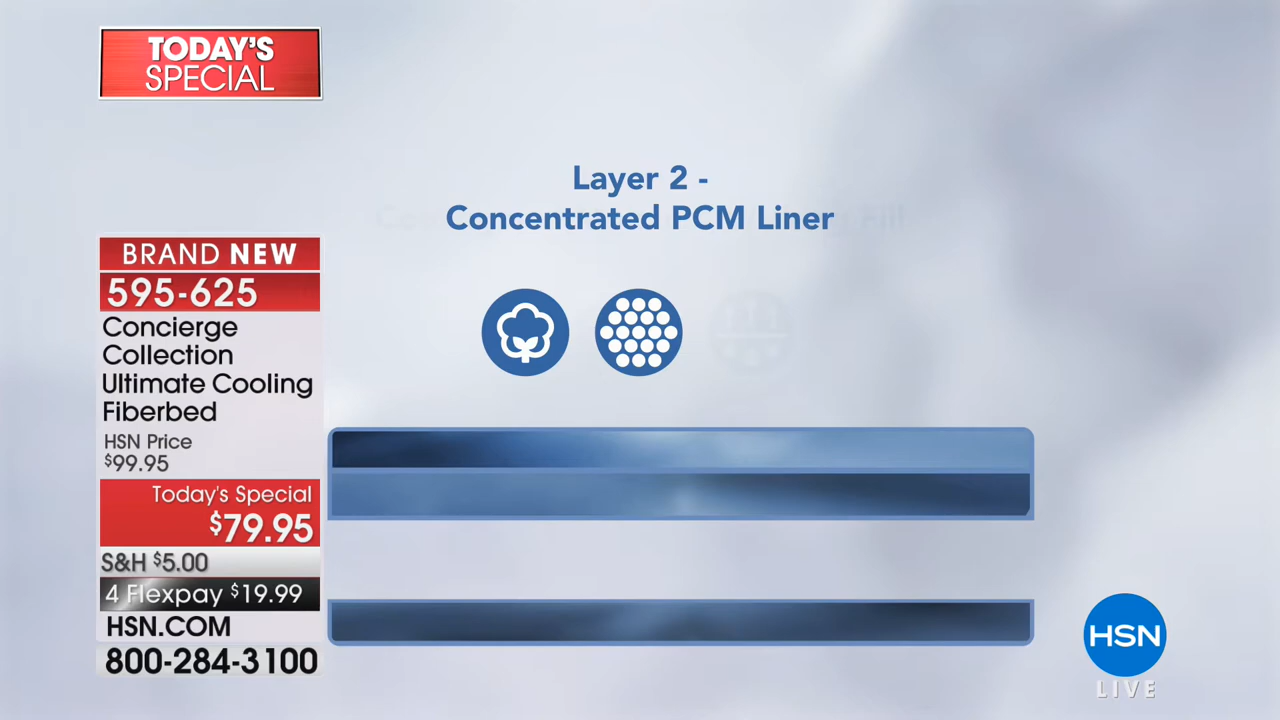 TODAY'S
SPECIAL
Layer 2 -
Concentrated PCM Liner
BRAND NEW
595-625
Concierge
Collection
Ultimate Cooling
Fiberbed
HSN Price
$99.95
Today's Special
$79.95
S&H $5.00
4 Flexpay $19.99
HSN.COM
800-284-3100
HSN
LIVE